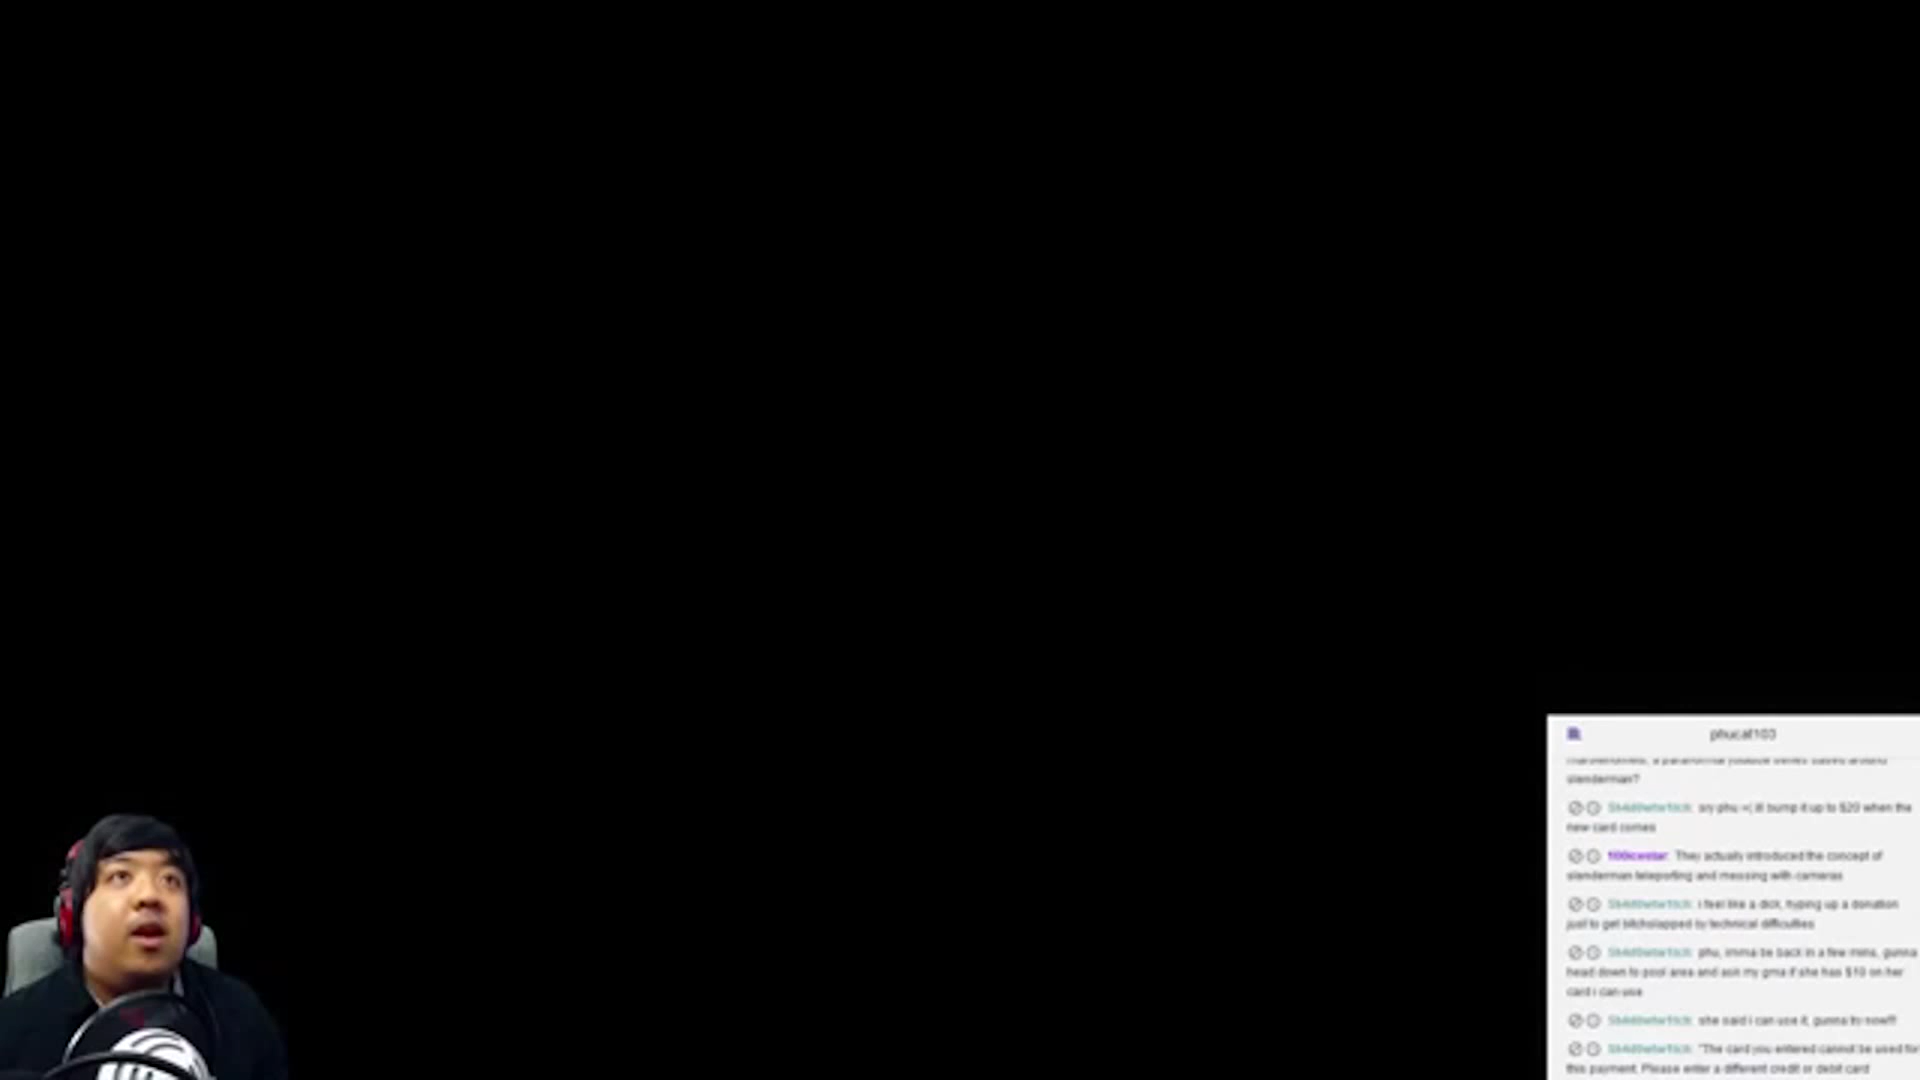 phucat103
slenderman?
sry phu =( ill bump it up to $20 when the
new card comes
They actually introduced the concept of
slenderman teleporting and messing with cameras
i feel like a dick, hyping up a donation
just to get bitchslapped by technical difficulties
phu, imma be back in a few mins, gunna
head down to pool area and ask my gma if she has $10 on her
card i can use
she said i can use it, gunna try now!!!
"The card you entered cannot be used for
this payment. Please enter a different credit or debit card